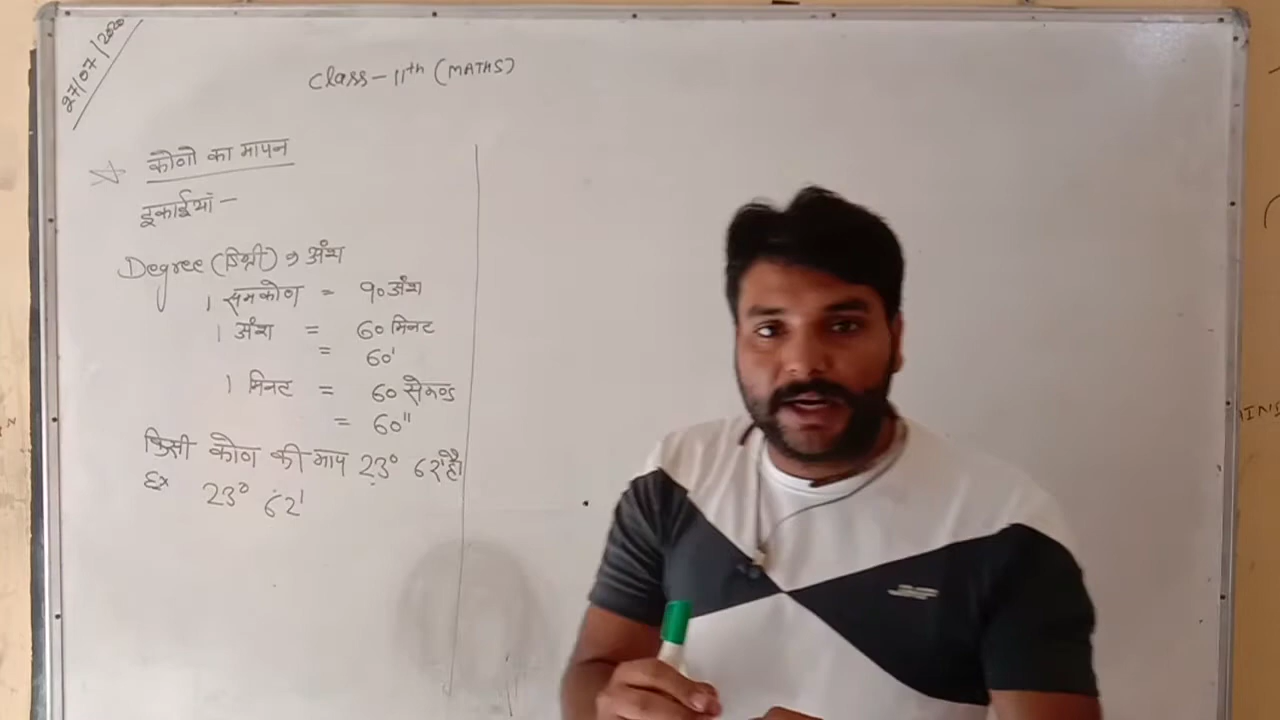 27/07/2020
Class - 11th (MATHS)
कोणो का मापन
इकाईयाँ -
Degree (डिग्री) अंश
1 समकोण = 90 अंश
1 अंश = 60 मिनट
= 60'
1 मिनट = 60 सेकण्ड
= 60"
किसी कोण की माप 23° 62' है
Ex 23° 62'